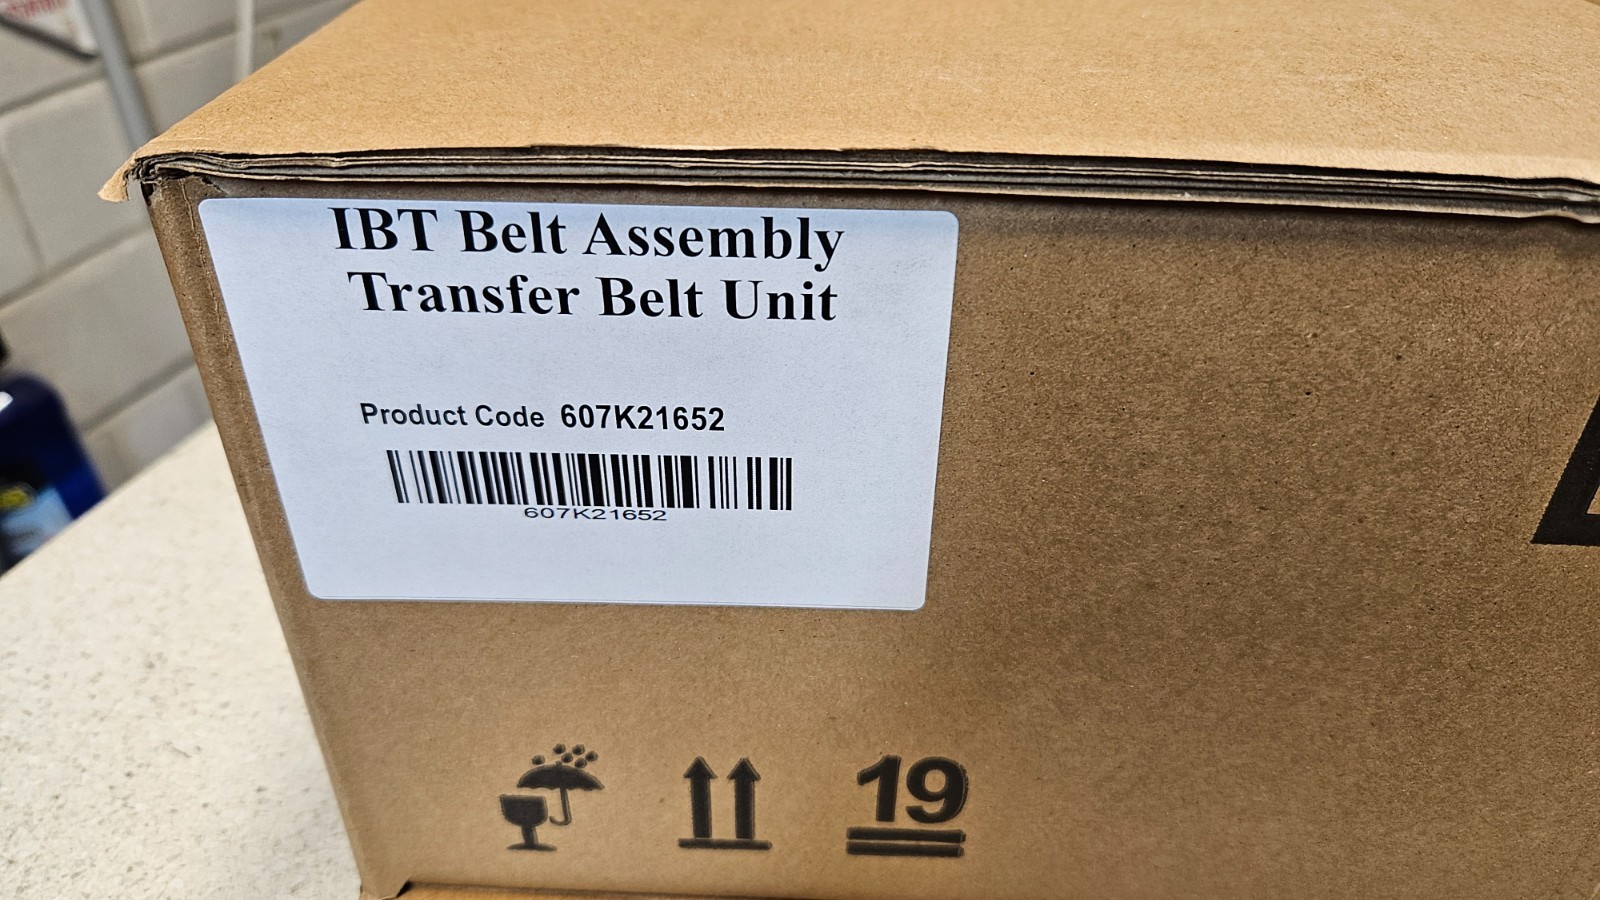 IBT Belt Assembly
Transfer Belt Unit
Product Code 607K21652
607K21652
19